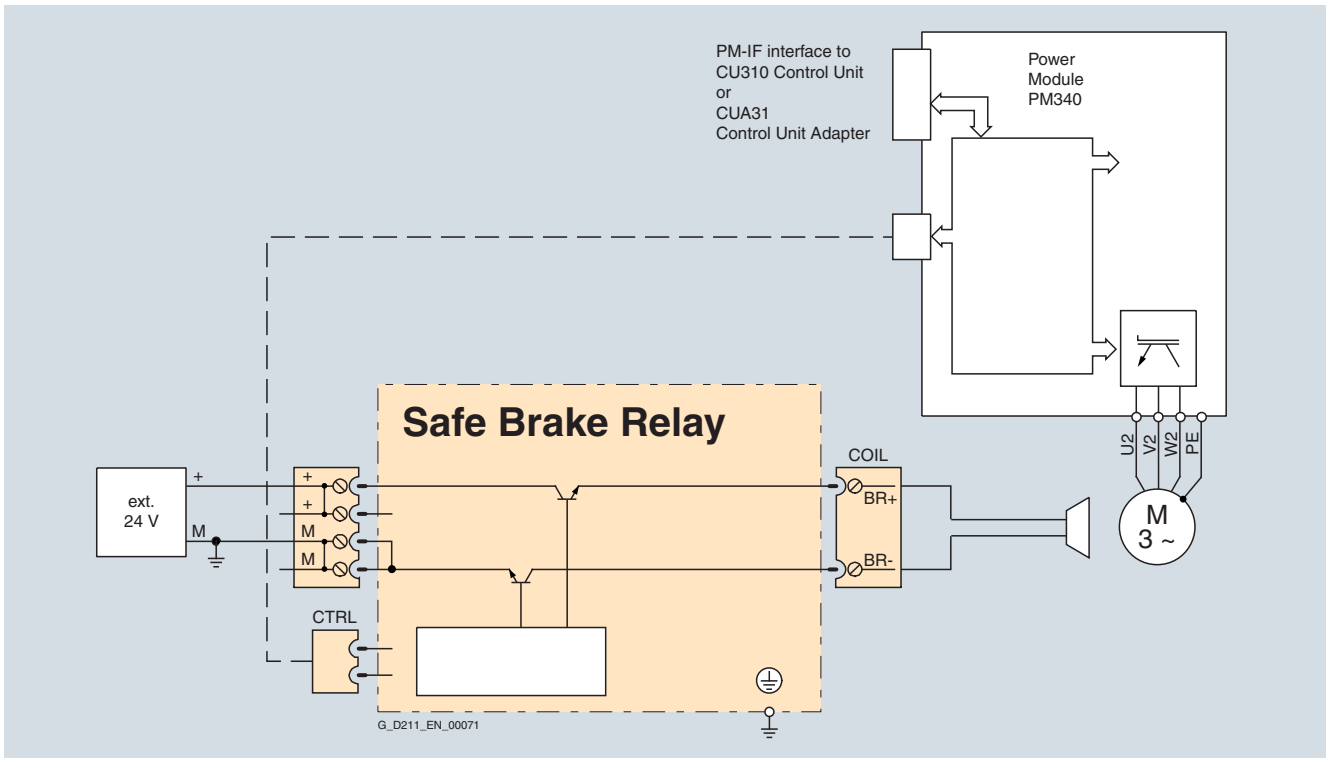 PM-IF interface to
CU310 Control Unit
or
CUA31
Control Unit Adapter
Power
Module
PM340
U2
V2
W2
PE
M
3 ~
Safe Brake Relay
ext.
24 V
+
M
+
+
M
M
COIL
BR+
BR-
CTRL
G_D211_EN_00071